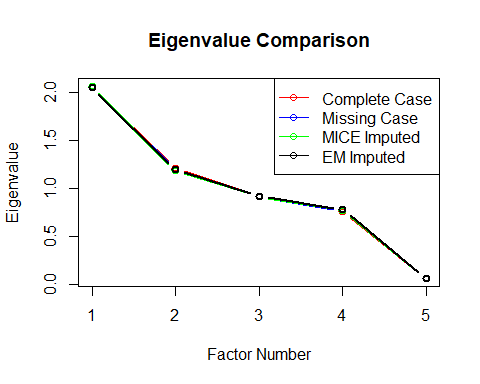 Eigenvalue Comparison
Complete Case
Missing Case
MICE Imputed
EM Imputed
Eigenvalue
2.0
1.5
1.0
0.5
0.0
1 2 3 4 5
Factor Number